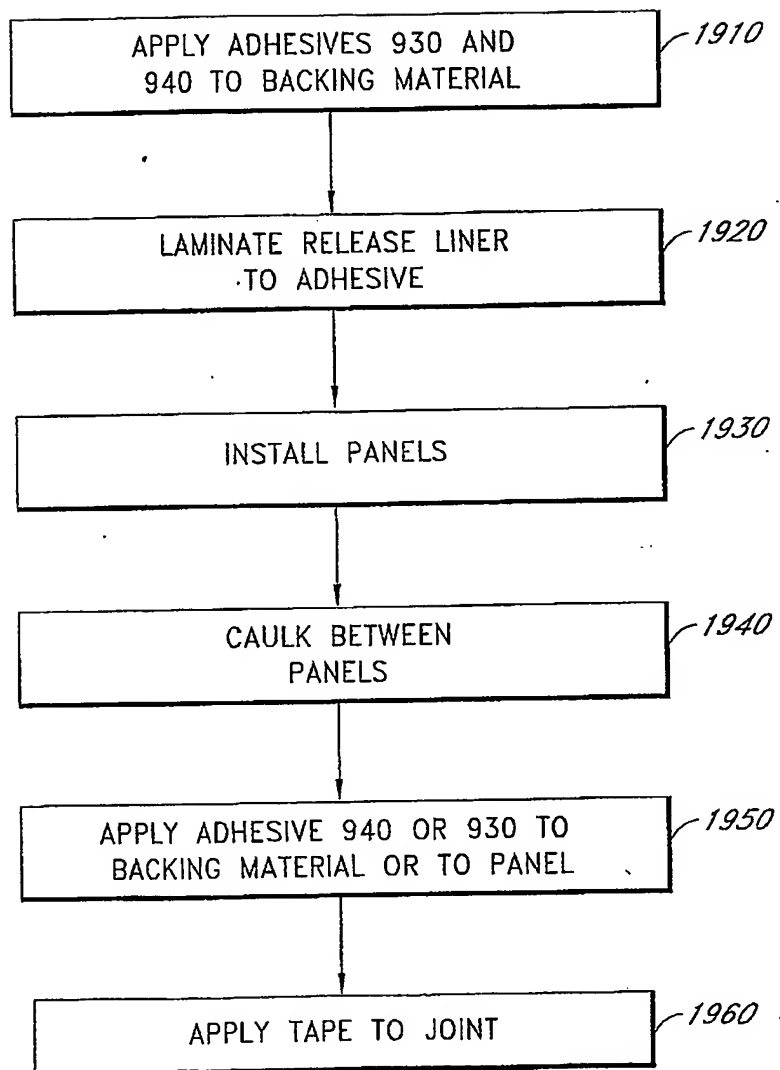 APPLY ADHESIVES 930 AND
940 TO BACKING MATERIAL
1910
LAMINATE RELEASE LINER
TO ADHESIVE
1920
INSTALL PANELS
1930
CAULK BETWEEN
PANELS
1940
APPLY ADHESIVE 940 OR 930 TO
BACKING MATERIAL OR TO PANEL
1950
APPLY TAPE TO JOINT
1960